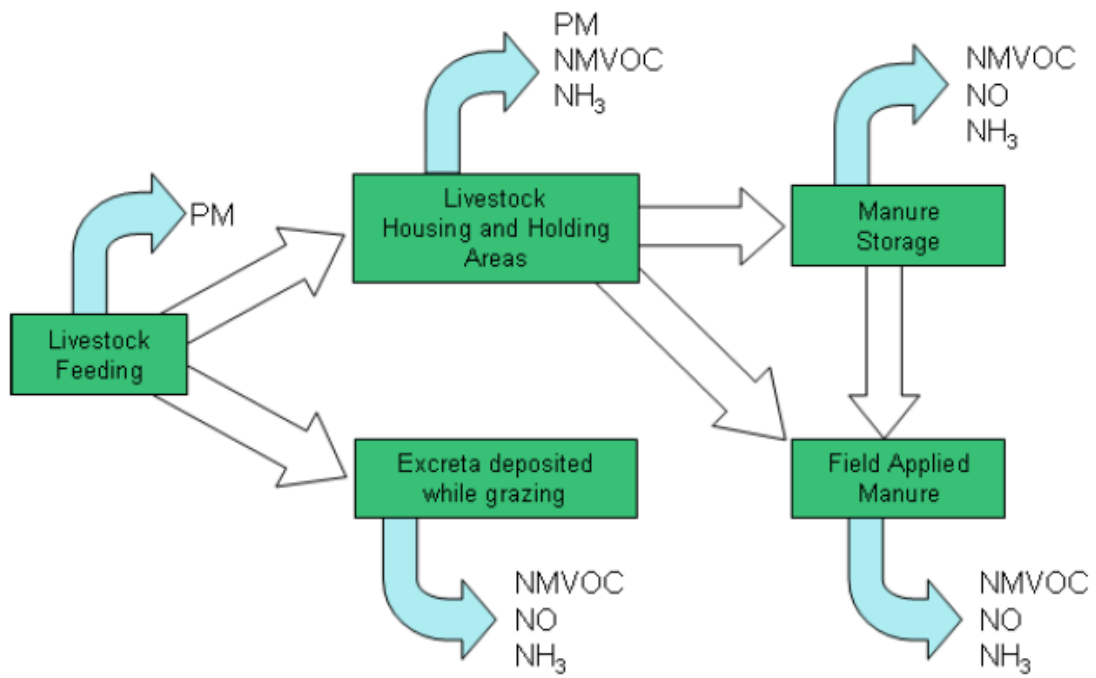 PM
NMVOC
NH₃
NMVOC
NO
NH₃
PM
Livestock
Housing and Holding
Areas
Manure
Storage
Livestock
Feeding
Excreta deposited
while grazing
Field Applied
Manure
NMVOC
NO
NH₃
NMVOC
NO
NH₃